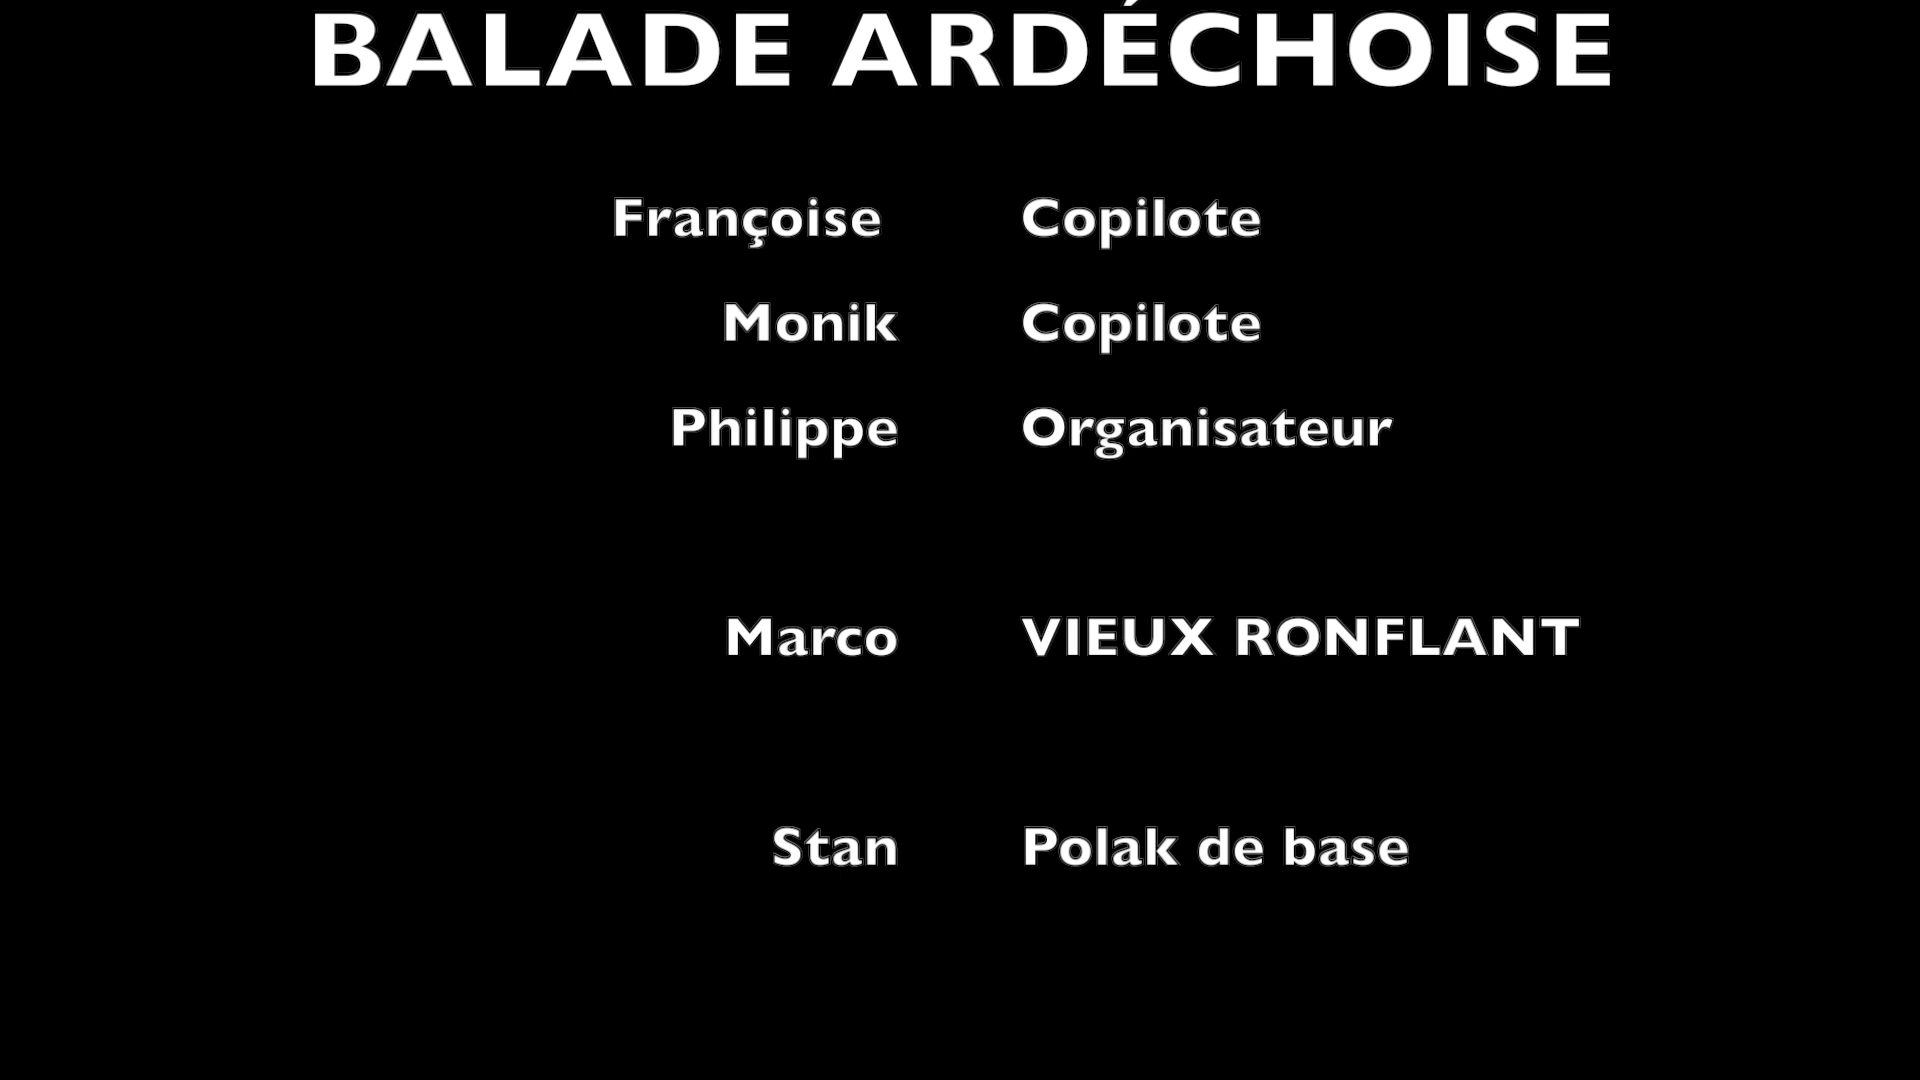 BALADE ARDÉCHOISE
Françoise Copilote
Monik Copilote
Philippe Organisateur
Marco VIEUX RONFLANT
Stan Polak de base